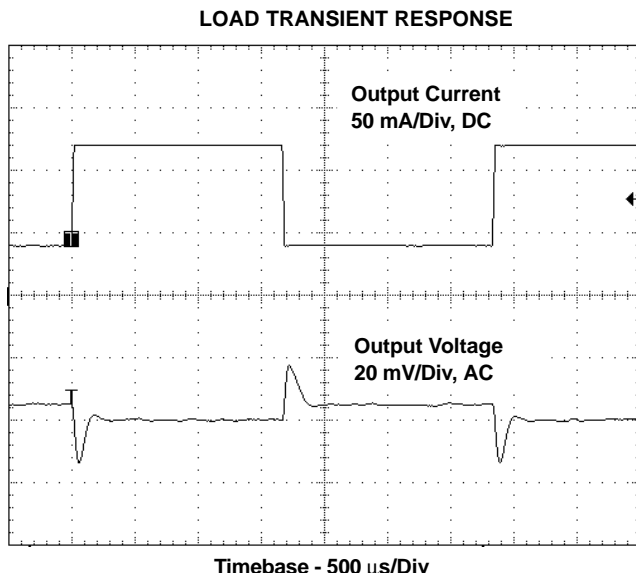 LOAD TRANSIENT RESPONSE
Output Current
50 mA/Div, DC
Output Voltage
20 mV/Div, AC
Timebase - 500 μs/Div